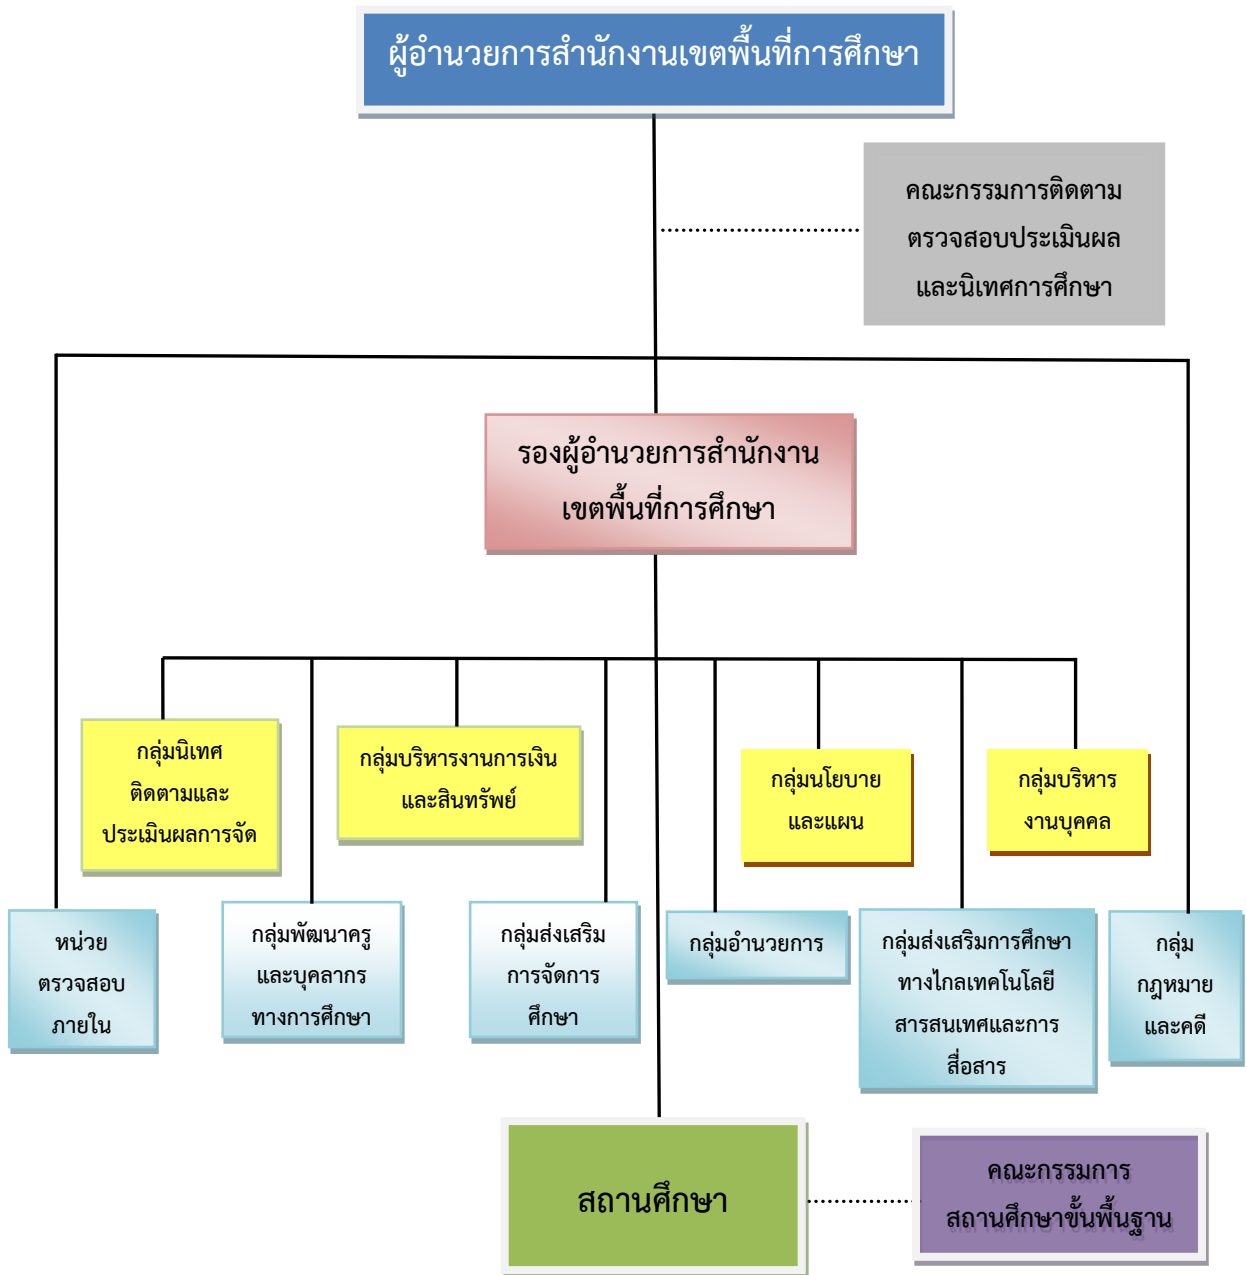 ผู้อำนวยการสำนักงานเขตพื้นที่การศึกษา
คณะกรรมการติดตาม
ตรวจสอบประเมินผล
และนิเทศการศึกษา
รองผู้อำนวยการสำนักงาน
เขตพื้นที่การศึกษา
กลุ่มนิเทศ
ติดตามและ
ประเมินผลการจัด
กลุ่มบริหารงานการเงิน
และสินทรัพย์
กลุ่มนโยบาย
และแผน
กลุ่มบริหาร
งานบุคคล
หน่วย
ตรวจสอบ
ภายใน
กลุ่มพัฒนาครู
และบุคลากร
ทางการศึกษา
กลุ่มส่งเสริม
การจัดการ
ศึกษา
กลุ่มอำนวยการ
กลุ่มส่งเสริมการศึกษา
ทางไกลเทคโนโลยี
สารสนเทศและการ
สื่อสาร
กลุ่ม
กฎหมาย
และคดี
สถานศึกษา
คณะกรรมการ
สถานศึกษาขั้นพื้นฐาน